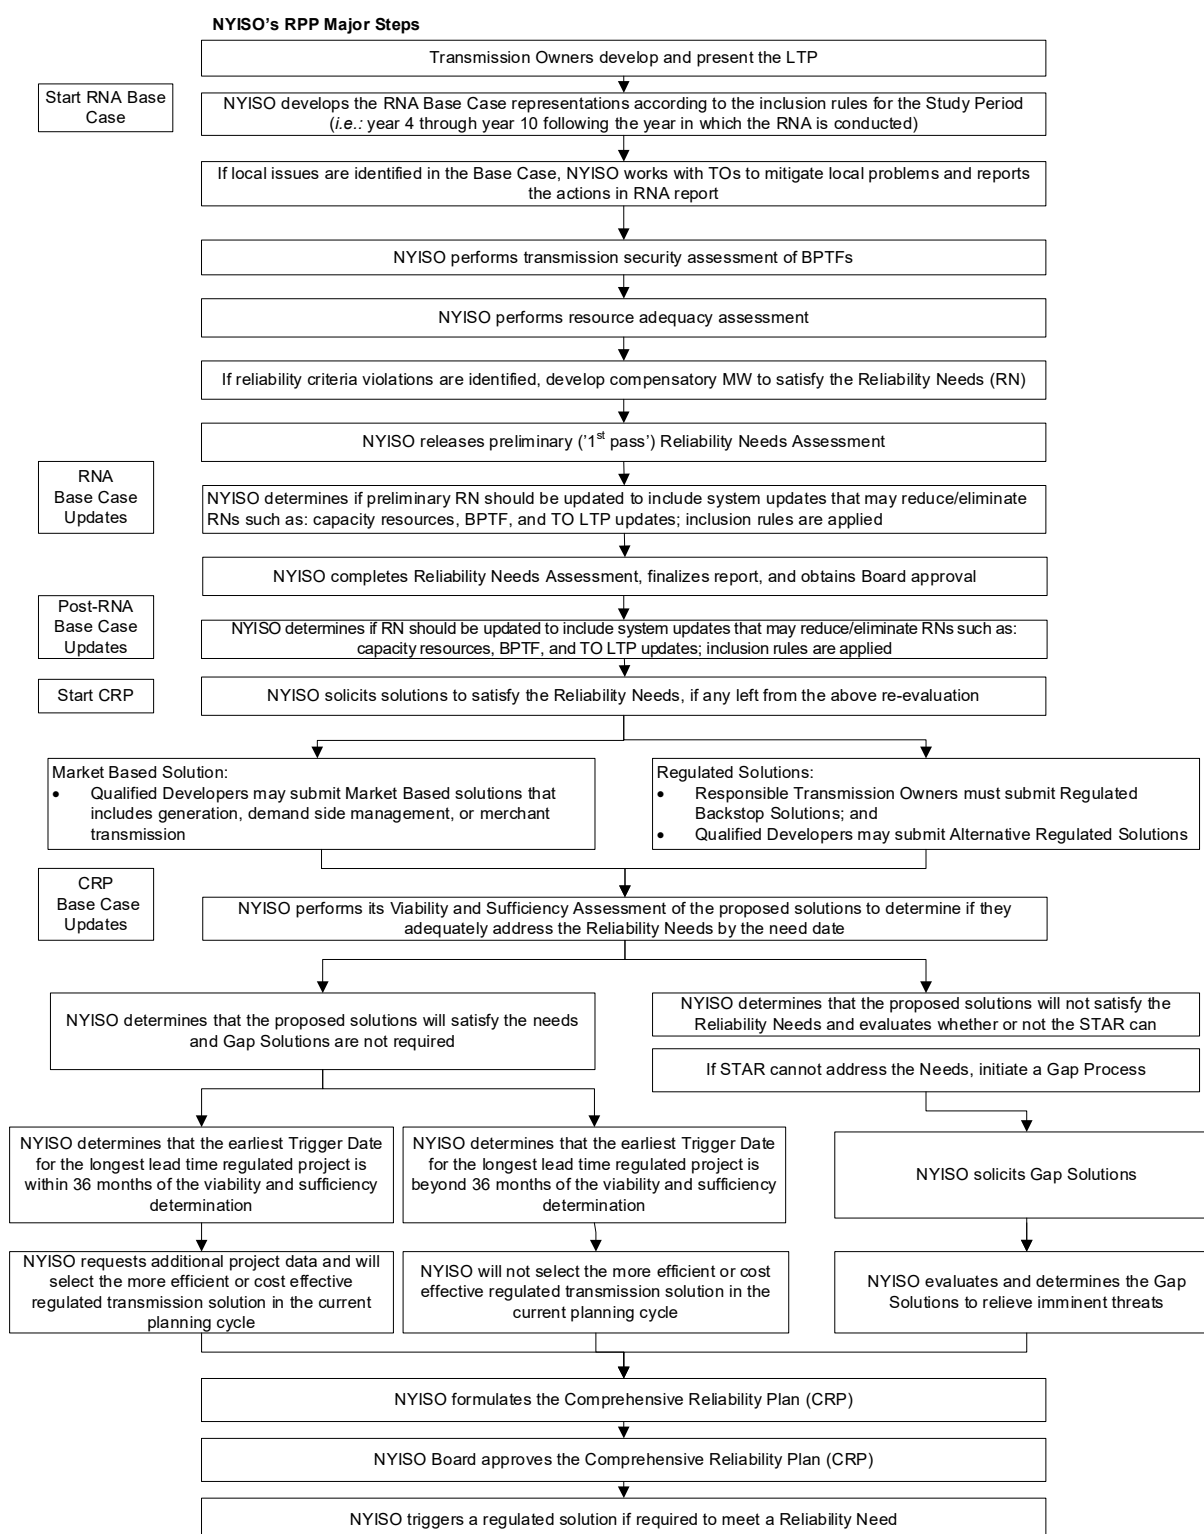 NYISO's RPP Major Steps
Transmission Owners develop and present the LTP
Start RNA Base
Case
NYISO develops the RNA Base Case representations according to the inclusion rules for the Study Period
(i.e.: year 4 through year 10 following the year in which the RNA is conducted)
If local issues are identified in the Base Case, NYISO works with TOs to mitigate local problems and reports
the actions in RNA report
NYISO performs transmission security assessment of BPTFs
NYISO performs resource adequacy assessment
If reliability criteria violations are identified, develop compensatory MW to satisfy the Reliability Needs (RN)
NYISO releases preliminary ('1st pass') Reliability Needs Assessment
RNA
Base Case
Updates
NYISO determines if preliminary RN should be updated to include system updates that may reduce/eliminate
RNs such as: capacity resources, BPTF, and TO LTP updates; inclusion rules are applied
NYISO completes Reliability Needs Assessment, finalizes report, and obtains Board approval
Post-RNA
Base Case
Updates
NYISO determines if RN should be updated to include system updates that may reduce/eliminate RNs such as:
capacity resources, BPTF, and TO LTP updates; inclusion rules are applied
Start CRP
NYISO solicits solutions to satisfy the Reliability Needs, if any left from the above re-evaluation
Market Based Solution:
• Qualified Developers may submit Market Based solutions that
includes generation, demand side management, or merchant
transmission
Regulated Solutions:
• Responsible Transmission Owners must submit Regulated
Backstop Solutions; and
• Qualified Developers may submit Alternative Regulated Solutions
CRP
Base Case
Updates
NYISO performs its Viability and Sufficiency Assessment of the proposed solutions to determine if they
adequately address the Reliability Needs by the need date
NYISO determines that the proposed solutions will satisfy the needs
and Gap Solutions are not required
NYISO determines that the proposed solutions will not satisfy the
Reliability Needs and evaluates whether or not the STAR can
If STAR cannot address the Needs, initiate a Gap Process
NYISO determines that the earliest Trigger Date
for the longest lead time regulated project is
within 36 months of the viability and sufficiency
determination
NYISO determines that the earliest Trigger Date
for the longest lead time regulated project is
beyond 36 months of the viability and sufficiency
determination
NYISO solicits Gap Solutions
NYISO requests additional project data and will
select the more efficient or cost effective
regulated transmission solution in the current
planning cycle
NYISO will not select the more efficient or cost
effective regulated transmission solution in the
current planning cycle
NYISO evaluates and determines the Gap
Solutions to relieve imminent threats
NYISO formulates the Comprehensive Reliability Plan (CRP)
NYISO Board approves the Comprehensive Reliability Plan (CRP)
NYISO triggers a regulated solution if required to meet a Reliability Need